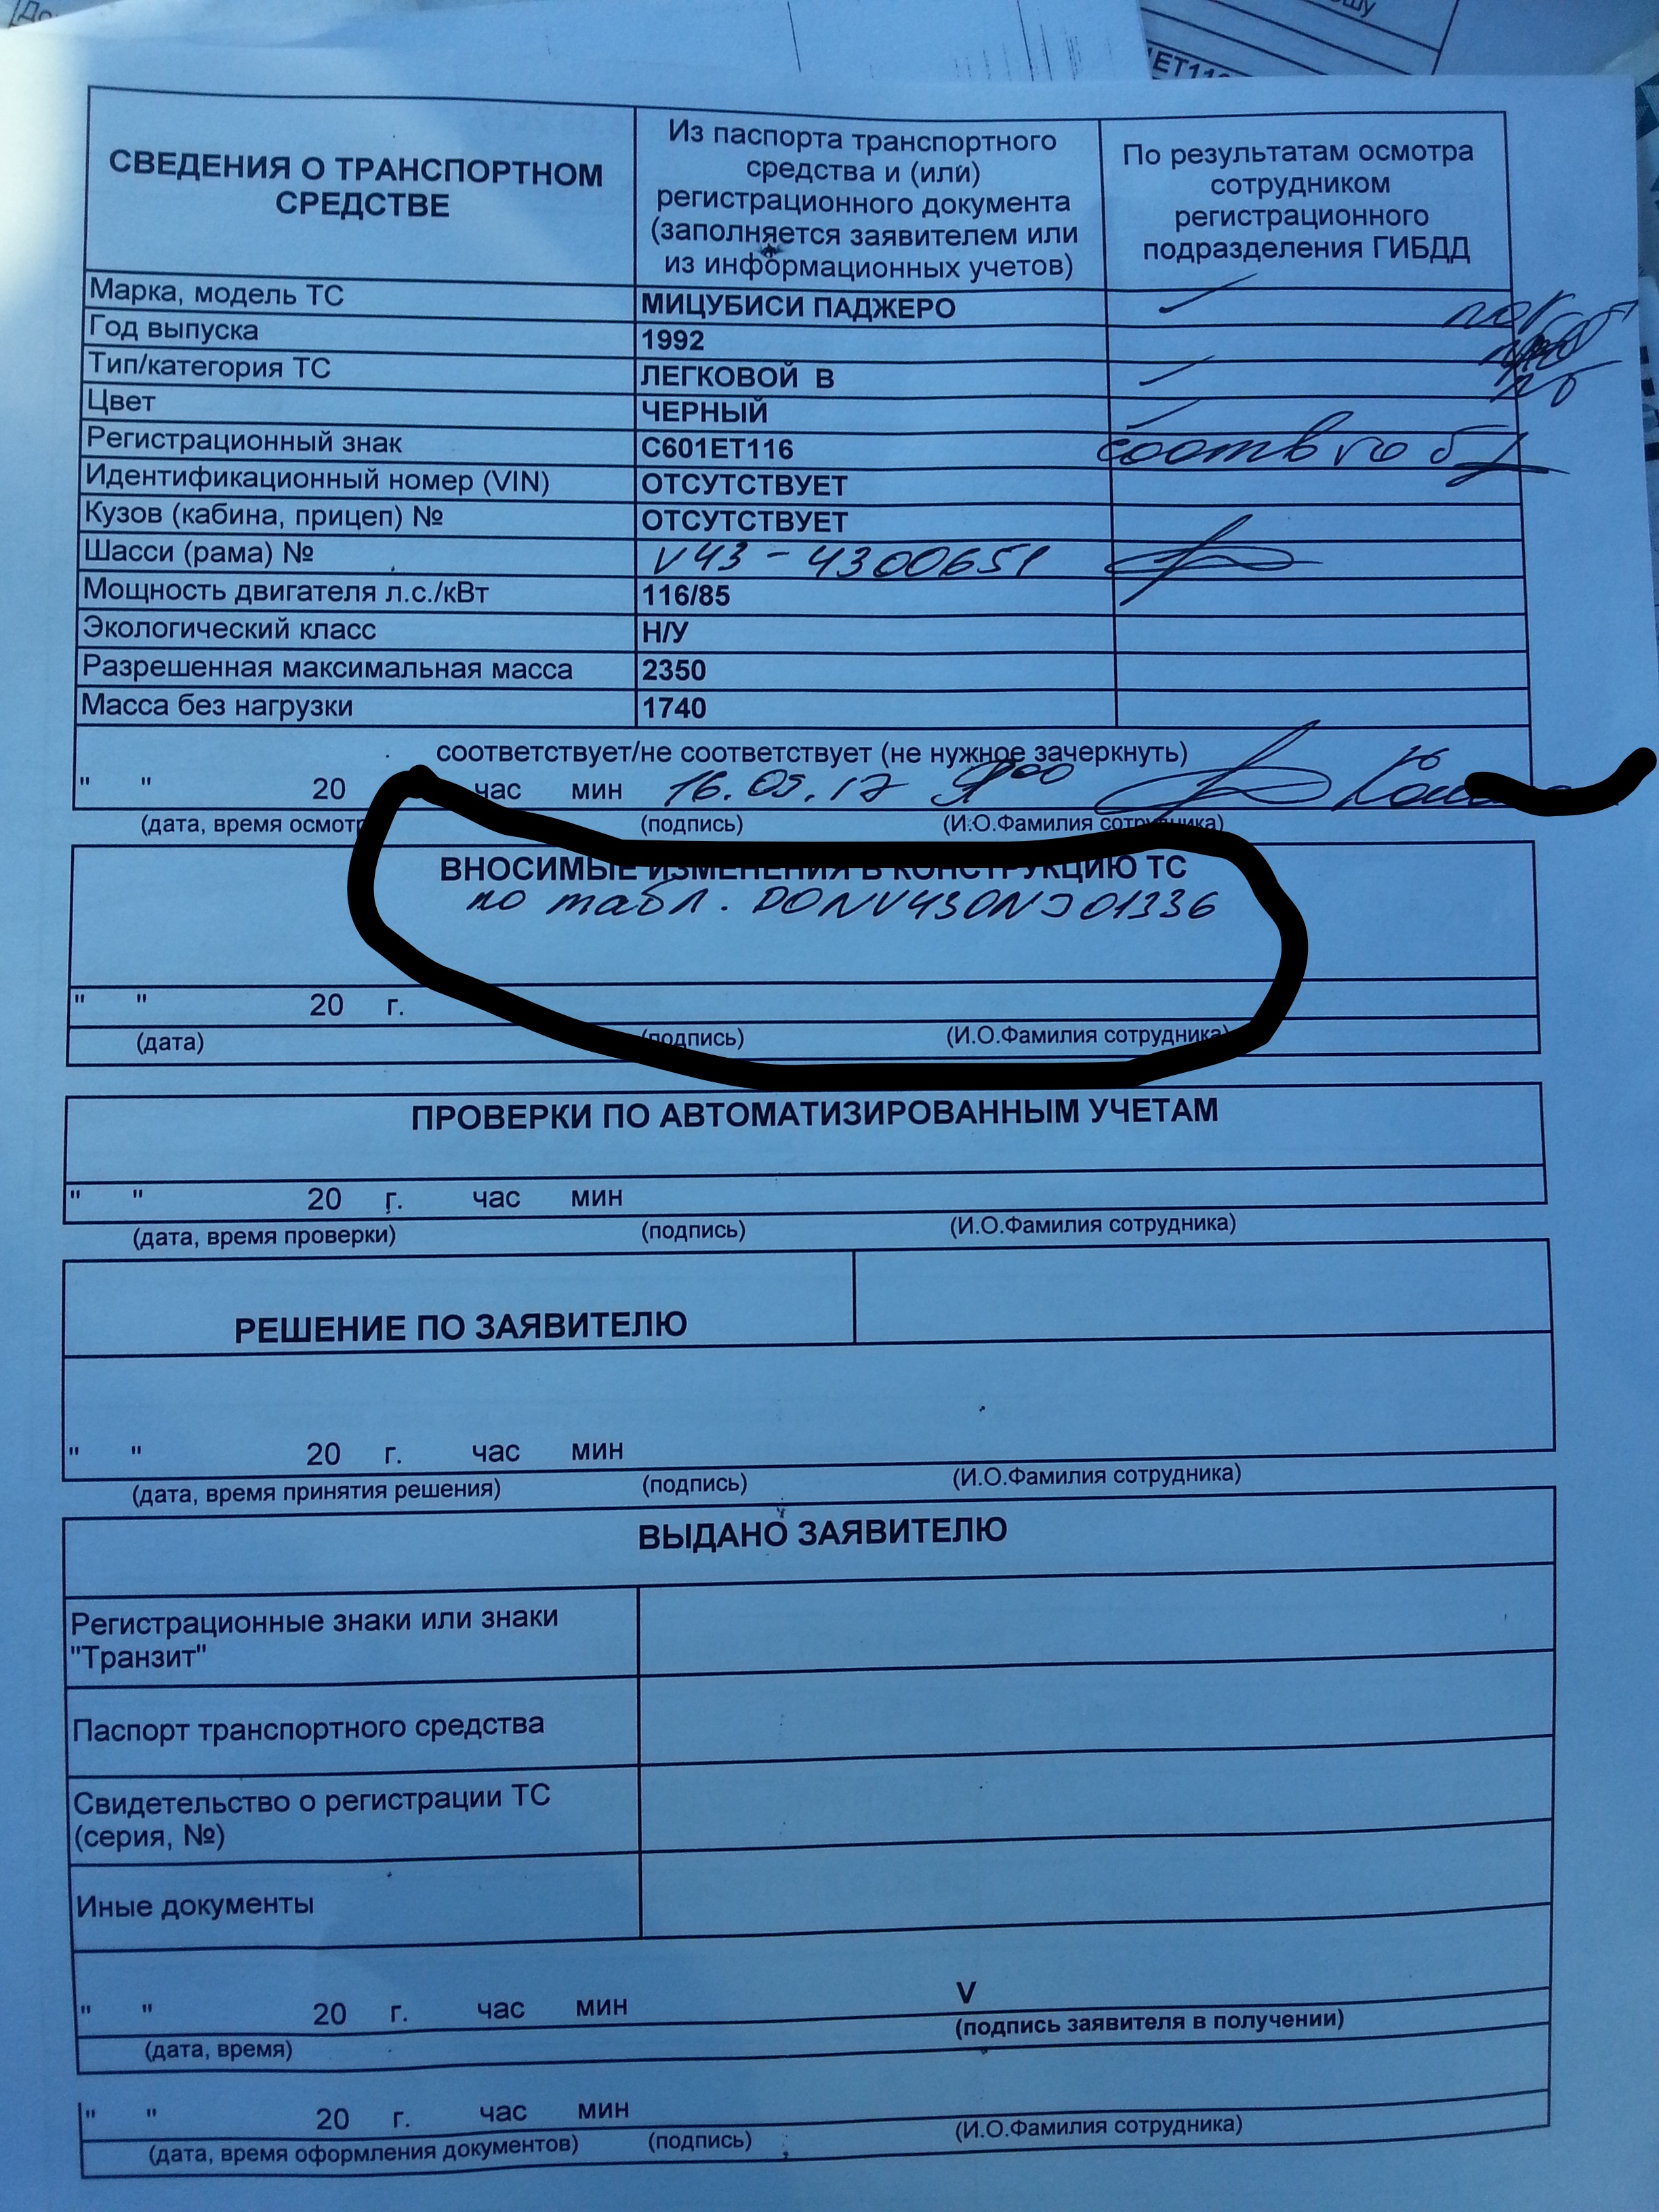 ЕТ116
СВЕДЕНИЯ О ТРАНСПОРТНОМ
СРЕДСТВЕ
Из паспорта транспортного
средства и (или)
регистрационного документа
(заполняется заявителем или
из информационных учетов)
По результатам осмотра
сотрудником
регистрационного
подразделения ГИБДД
Марка, модель ТС МИЦУБИСИ ПАДЖЕРО
Год выпуска 1992
Тип/категория ТС ЛЕГКОВОЙ В
Цвет ЧЕРНЫЙ
Регистрационный знак С601ЕТ116
Идентификационный номер (VIN) ОТСУТСТВУЕТ
Кузов (кабина, прицеп) № ОТСУТСТВУЕТ
Шасси (рама) № V43-4300651
Мощность двигателя л.с./кВт 116/85
Экологический класс Н/У
Разрешенная максимальная масса 2350
Масса без нагрузки 1740
соответствует/не соответствует (не нужное зачеркнуть)
" " 20 час мин 16.05.17
(дата, время осмотр (подпись) (И.О.Фамилия сотрудника)
ВНОСИМЫЕ ИЗМЕНЕНИЯ В КОНСТРУКЦИЮ ТС
по табл. DONV430NJ01336
" " 20 г.
(дата) (подпись) (И.О.Фамилия сотрудника)
ПРОВЕРКИ ПО АВТОМАТИЗИРОВАННЫМ УЧЕТАМ
" " 20 г. час мин
(дата, время проверки) (подпись) (И.О.Фамилия сотрудника)
РЕШЕНИЕ ПО ЗАЯВИТЕЛЮ
" " 20 г. час мин
(дата, время принятия решения) (подпись) (И.О.Фамилия сотрудника)
ВЫДАНО ЗАЯВИТЕЛЮ
Регистрационные знаки или знаки
"Транзит"
Паспорт транспортного средства
Свидетельство о регистрации ТС
(серия, №)
Иные документы
V
" " 20 г. час мин
(подпись заявителя в получении)
(дата, время)
" " 20 г. час мин
(дата, время оформления документов) (подпись) (И.О.Фамилия сотрудника)